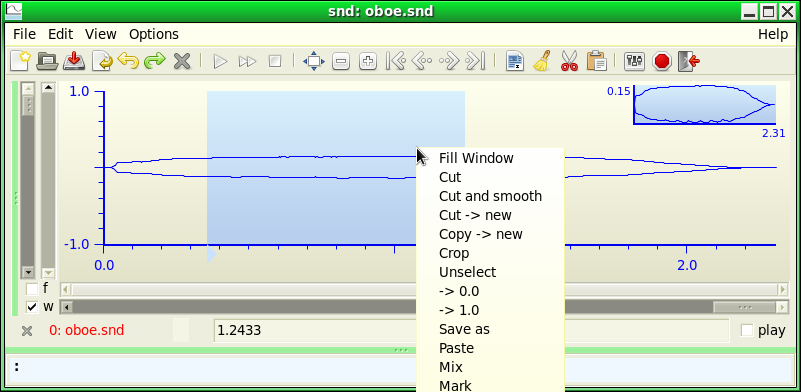 snd: oboe.snd
File Edit View Options Help
1.0
-1.0
0.0
2.0
0.15
2.31
Fill Window
Cut
Cut and smooth
Cut -> new
Copy -> new
Crop
Unselect
-> 0.0
-> 1.0
Save as
Paste
Mix
Mark
f
w
0: oboe.snd 1.2433 play
: